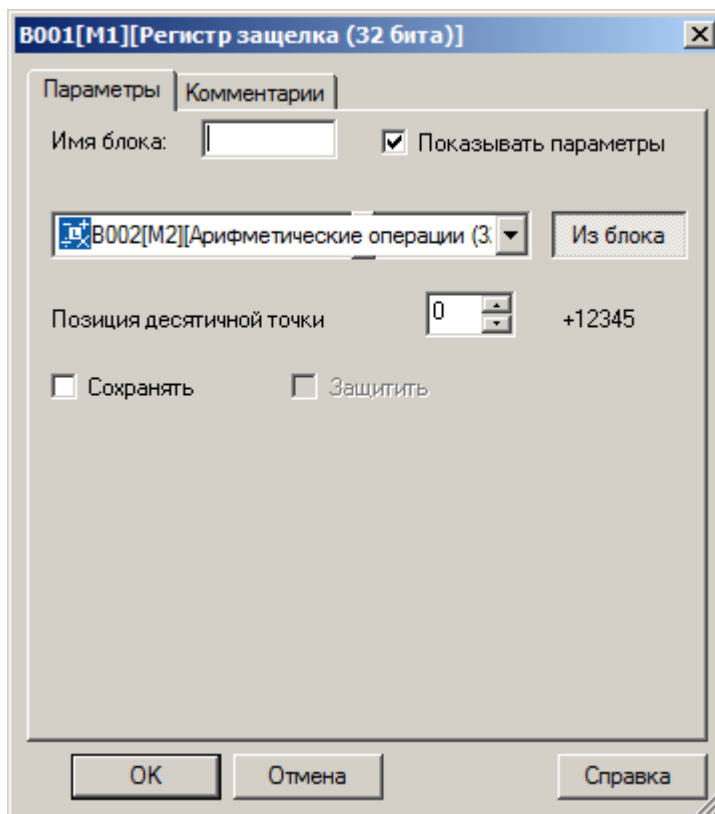 B001[M1][Регистр защелка (32 бита)]
Параметры Комментарии
Имя блока: Показывать параметры
B002[M2][Арифметические операции (3 Из блока
Позиция десятичной точки 0 +12345
Сохранять Защитить
OK Отмена Справка